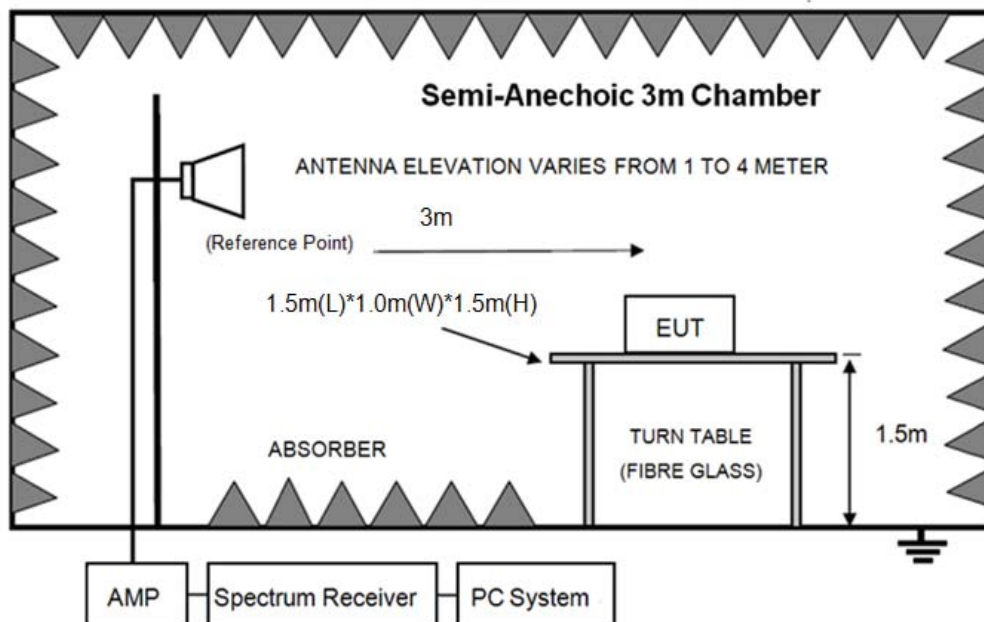 Semi-Anechoic 3m Chamber
ANTENNA ELEVATION VARIES FROM 1 TO 4 METER
3m
(Reference Point)
1.5m(L)*1.0m(W)*1.5m(H)
EUT
TURN TABLE
(FIBRE GLASS)
1.5m
ABSORBER
AMP
Spectrum Receiver
PC System